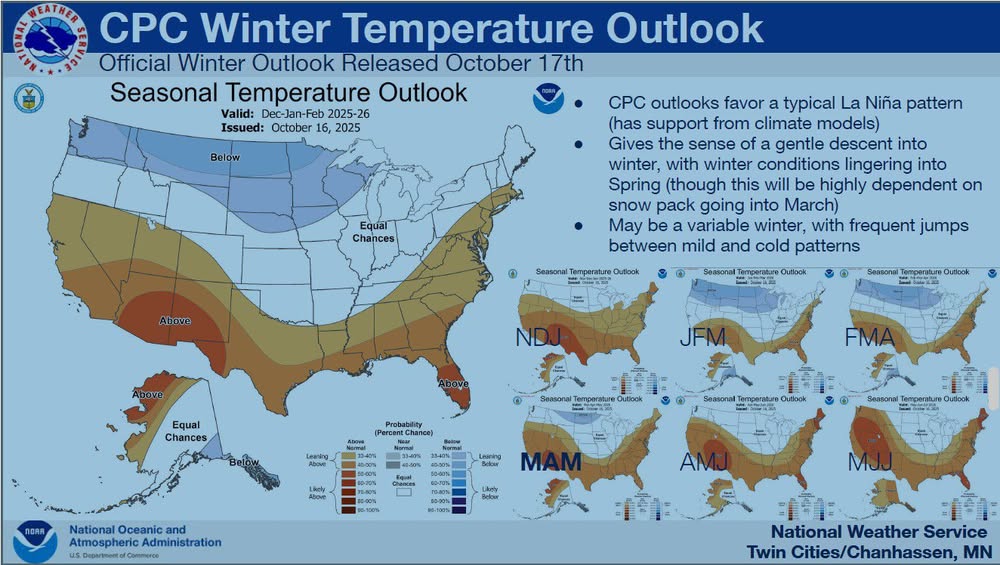 NATIONAL WEATHER SERVICE
CPC Winter Temperature Outlook
Official Winter Outlook Released October 17th
Seasonal Temperature Outlook
Valid: Dec-Jan-Feb 2025-26
Issued: October 16, 2025
Below
Equal
Chances
Above
Above
Above
Equal
Chances
Below
Probability
(Percent Chance)
Above
Normal
Near
Normal
Below
Normal
Leaning
Above
Likely
Above
33-40%
40-50%
50-60%
60-70%
70-80%
80-90%
90-100%
33-40%
40-50%
Equal
Chances
33-40%
40-50%
50-60%
60-70%
70-80%
80-90%
90-100%
Leaning
Below
Likely
Below
NOAA
● CPC outlooks favor a typical La Niña pattern
(has support from climate models)
● Gives the sense of a gentle descent into
winter, with winter conditions lingering into
Spring (though this will be highly dependent on
snow pack going into March)
● May be a variable winter, with frequent jumps
between mild and cold patterns
Seasonal Temperature Outlook
NDJ
Seasonal Temperature Outlook
JFM
Seasonal Temperature Outlook
FMA
Seasonal Temperature Outlook
MAM
Seasonal Temperature Outlook
AMJ
Seasonal Temperature Outlook
MJJ
NOAA
National Oceanic and
Atmospheric Administration
U.S. Department of Commerce
National Weather Service
Twin Cities/Chanhassen, MN